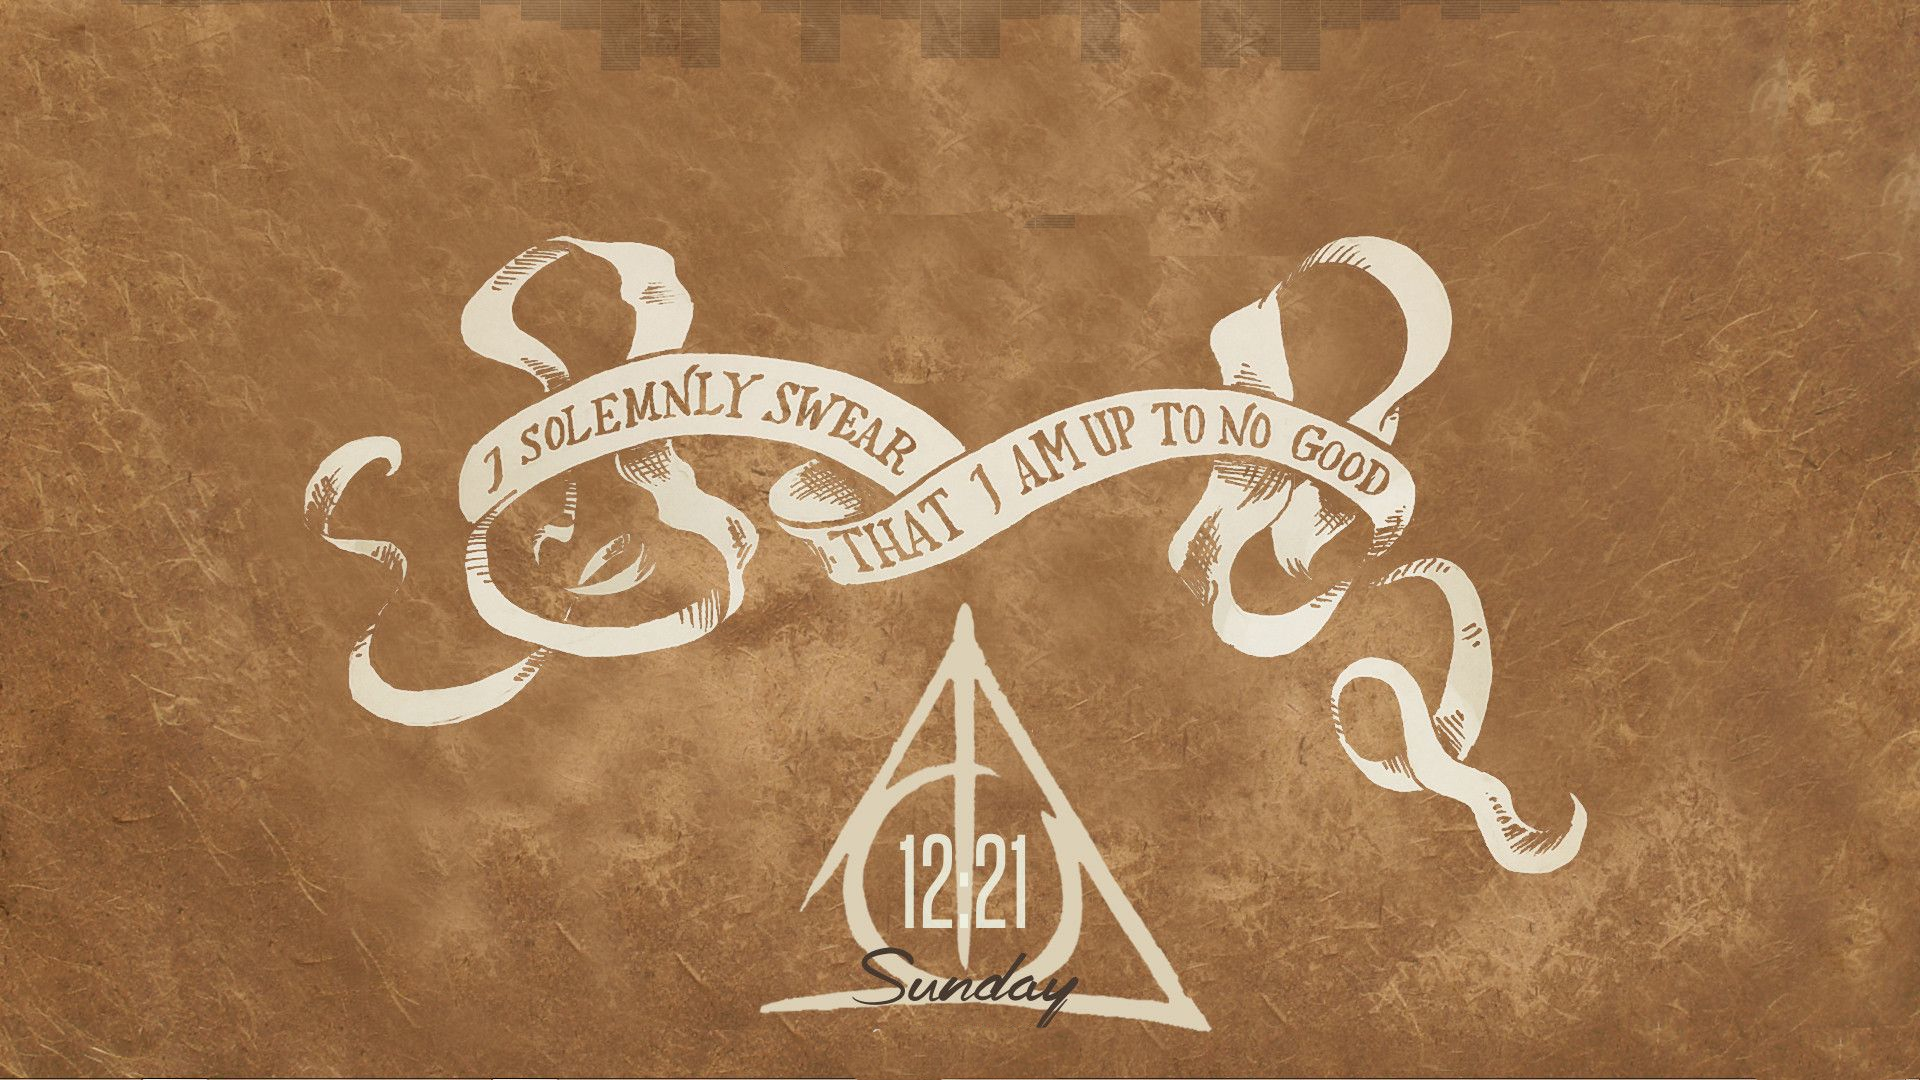 I SOLEMNLY SWEAR
THAT I AM UP TO NO GOOD
12:21
Sunday